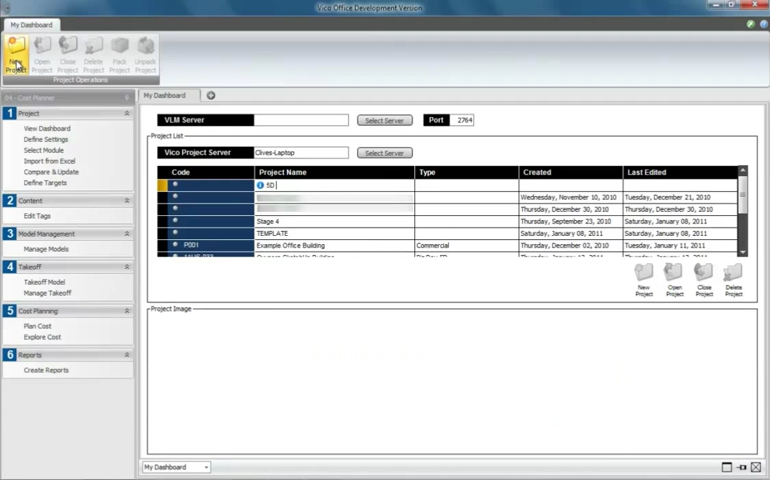 Vico Office Development Version
My Dashboard
New Project
Open Project
Close Project
Delete Project
Pack Project
Unpack Project
Project Operations
04 - Cost Planner
My Dashboard
1 Project
View Dashboard
Define Settings
Select Module
Import from Excel
Compare & Update
Define Targets
2 Content
Edit Tags
3 Model Management
Manage Models
4 Takeoff
Takeoff Model
Manage Takeoff
5 Cost Planning
Plan Cost
Explore Cost
6 Reports
Create Reports
VLM Server Select Server Port 2764
Project List
Vico Project Server Clives-Laptop Select Server
Code Project Name Type Created Last Edited
5D
Wednesday, November 10, 2010 Tuesday, December 21, 2010
Thursday, December 30, 2010 Thursday, December 30, 2010
Stage 4 Thursday, September 23, 2010 Saturday, January 08, 2011
TEMPLATE Saturday, January 08, 2011 Saturday, January 08, 2011
P001 Example Office Building Commercial Thursday, December 02, 2010 Tuesday, January 11, 2011
New Project
Open Project
Close Project
Delete Project
Project Image
My Dashboard